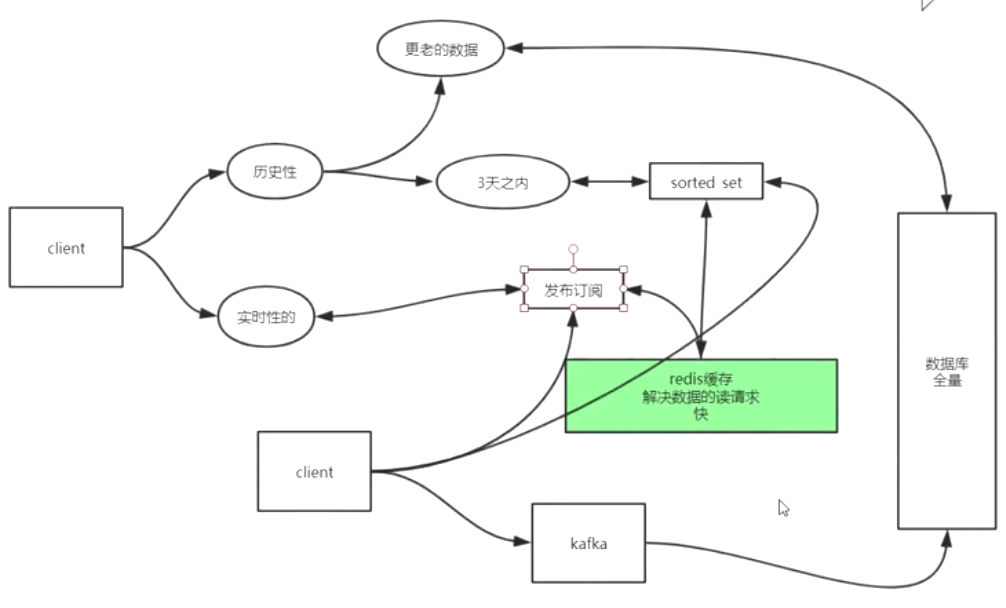 更老的数据
历史性
3天之内
sorted set
client
发布订阅
实时性的
redis缓存
解决数据的读请求
快
数据库
全量
client
kafka